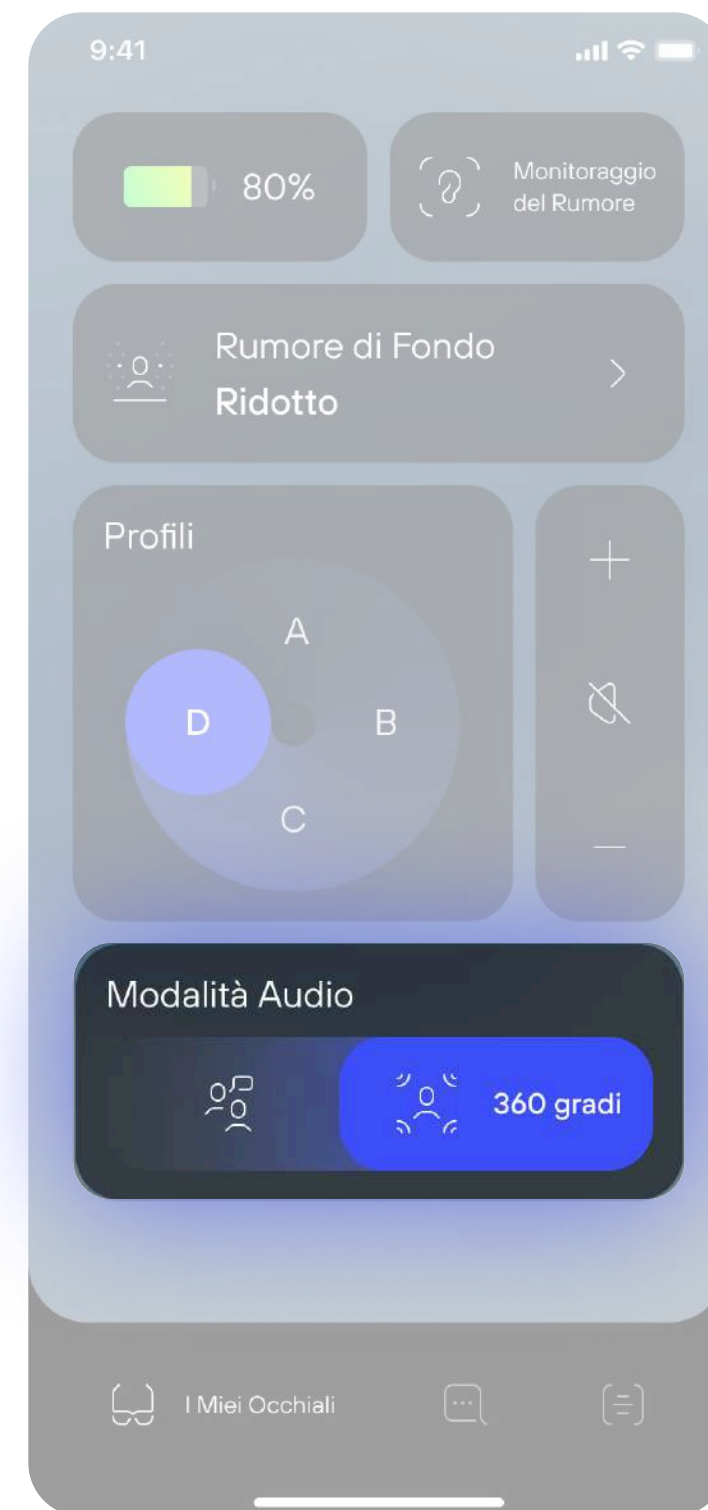 9:41
80%
Monitoraggio
del Rumore
Rumore di Fondo
Ridotto
Profili
A
D
B
C
Modalità Audio
360 gradi
I Miei Occhiali